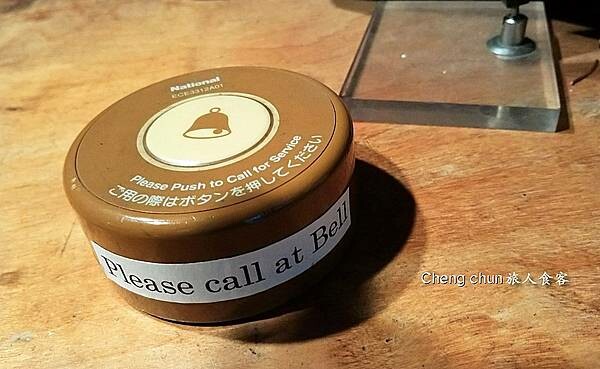 National
ECE3312A01
Please Push to Call for Service
ご用の際はボタンを押してください
Please call at Bell
Cheng chun 旅人食客